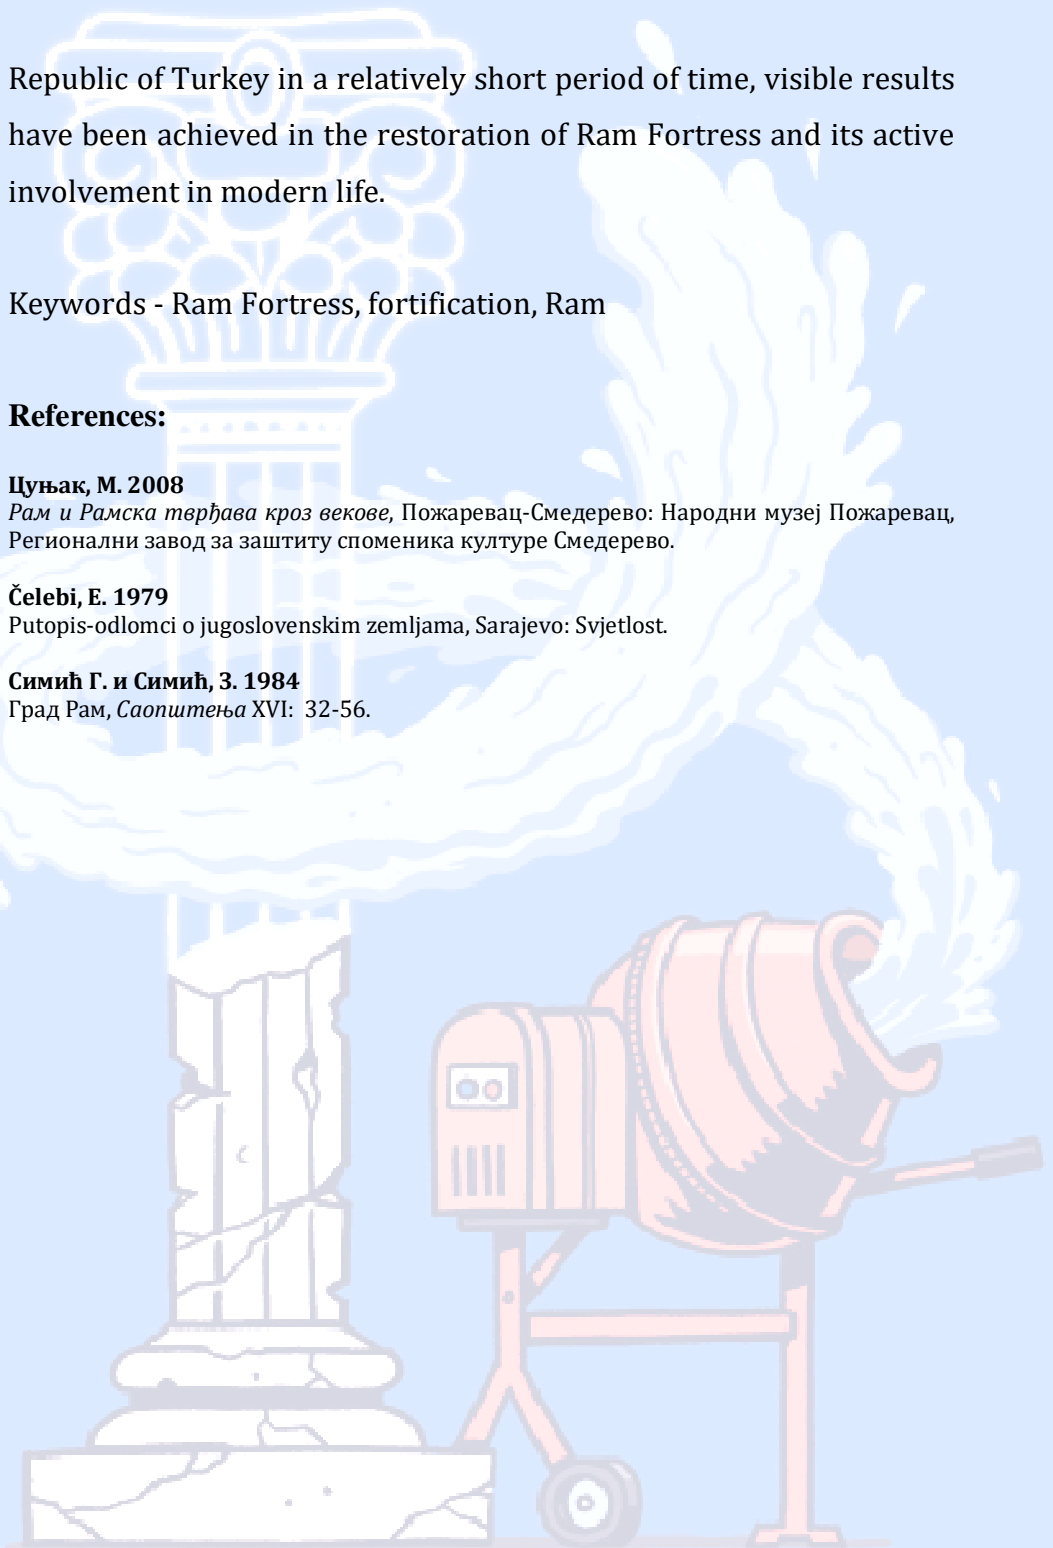 Republic of Turkey in a relatively short period of time, visible results
have been achieved in the restoration of Ram Fortress and its active
involvement in modern life.
Keywords - Ram Fortress, fortification, Ram
References:
Цуњак, М. 2008
Рам и Рамска тврђава кроз векове, Пожаревац-Смедерево: Народни музеј Пожаревац,
Регионални завод за заштиту споменика културе Смедерево.
Čelebi, E. 1979
Putopis-odlomci o jugoslovenskim zemljama, Sarajevo: Svjetlost.
Симић Г. и Симић, З. 1984
Град Рам, Саопштења XVI: 32-56.